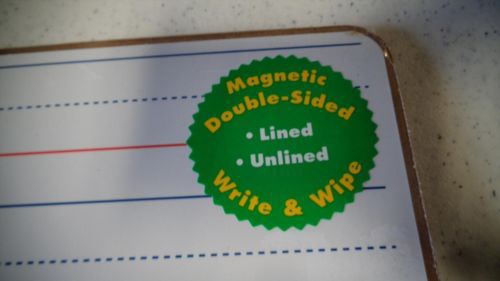 Magnetic
Double-Sided
• Lined
• Unlined
Write & Wipe